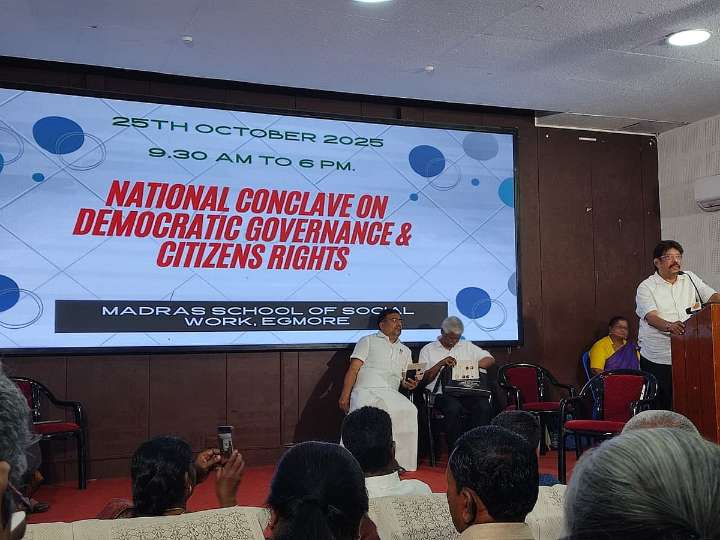 25TH OCTOBER 2025
9.30 AM TO 6 PM.
NATIONAL CONCLAVE ON
DEMOCRATIC GOVERNANCE &
CITIZENS RIGHTS
MADRAS SCHOOL OF SOCIAL
WORK, EGMORE